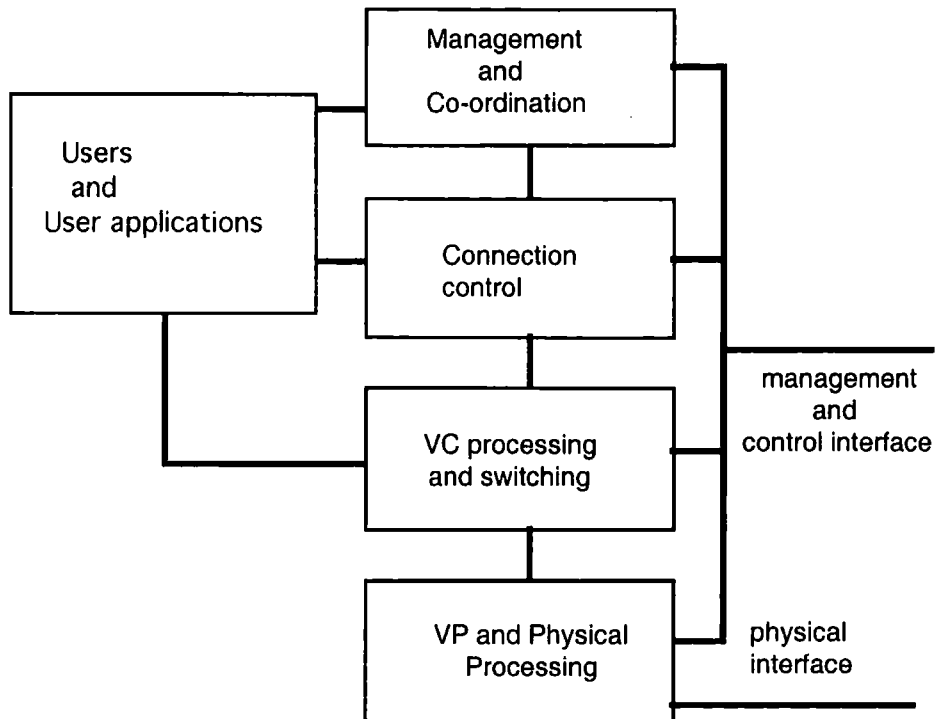 Management
and
Co-ordination
Users
and
User applications
Connection
control
VC processing
and switching
management
and
control interface
VP and Physical
Processing
physical
interface